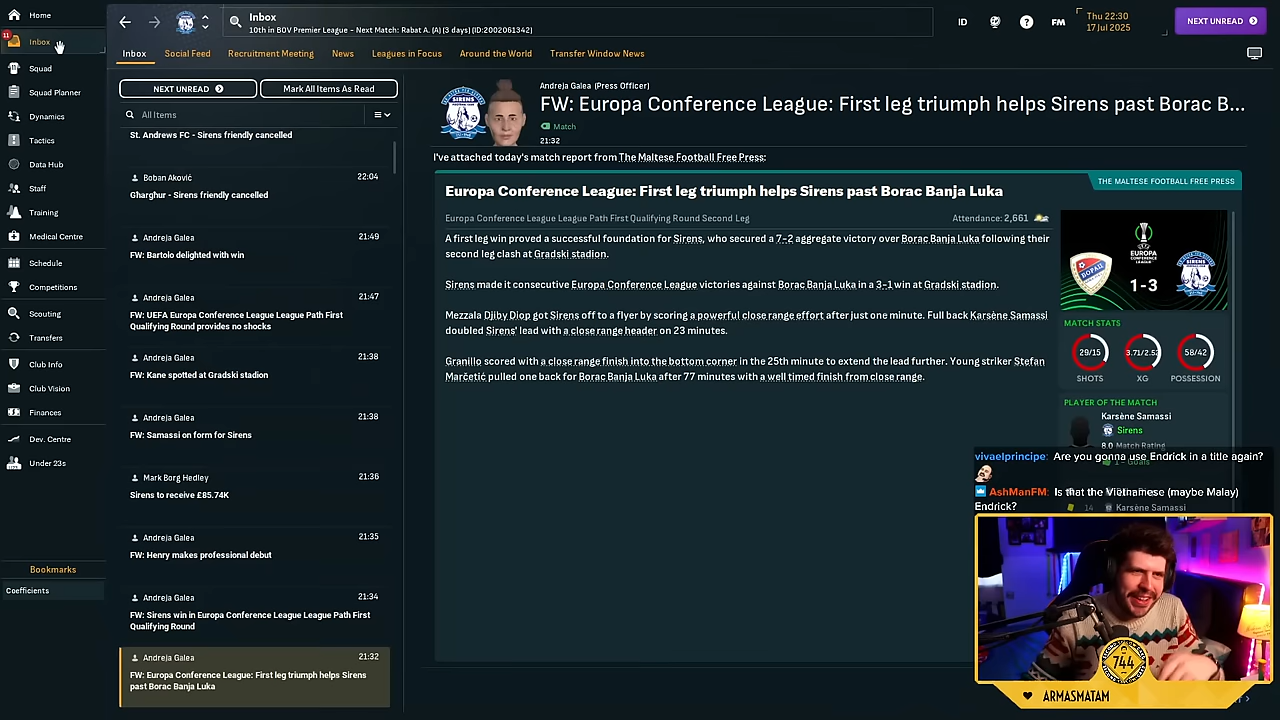 Home
11
Inbox
Squad
Squad Planner
Dynamics
Tactics
Data Hub
Staff
Training
Medical Centre
Schedule
Competitions
Scouting
Transfers
Club Info
Club Vision
Finances
Dev. Centre
Under 23s
Bookmarks
Coefficients
Inbox
10th in BOV Premier League - Next Match: Rabat A. (A) (3 days) (ID:2002061342)
ID
?
FM
Thu 22:30
17 Jul 2025
NEXT UNREAD
Inbox
Social Feed
Recruitment Meeting
News
Leagues in Focus
Around the World
Transfer Window News
NEXT UNREAD
Mark All Items As Read
All Items
St. Andrews FC - Sirens friendly cancelled
Boban Aković 22:04
Gharghur - Sirens friendly cancelled
Andreja Galea 21:49
FW: Bartolo delighted with win
Andreja Galea 21:47
FW: UEFA Europa Conference League League Path First
Qualifying Round provides no shocks
Andreja Galea 21:38
FW: Kane spotted at Gradski stadion
Andreja Galea 21:38
FW: Samassi on form for Sirens
Mark Borg Hedley 21:36
Sirens to receive £85.74K
Andreja Galea 21:35
FW: Henry makes professional debut
Andreja Galea 21:34
FW: Sirens win in Europa Conference League League Path First
Qualifying Round
Andreja Galea 21:32
FW: Europa Conference League: First leg triumph helps Sirens
past Borac Banja Luka
SIRENS
Andreja Galea (Press Officer)
FW: Europa Conference League: First leg triumph helps Sirens past Borac B...
Match
21:32
I've attached today's match report from The Maltese Football Free Press:
THE MALTESE FOOTBALL FREE PRESS
Europa Conference League: First leg triumph helps Sirens past Borac Banja Luka
Europa Conference League League Path First Qualifying Round Second Leg
Attendance: 2,661
A first leg win proved a successful foundation for Sirens, who secured a 7-2 aggregate victory over Borac Banja Luka following their
second leg clash at Gradski stadion.
Sirens made it consecutive Europa Conference League victories against Borac Banja Luka in a 3-1 win at Gradski stadion.
Mezzala Djiby Diop got Sirens off to a flyer by scoring a powerful close range effort after just one minute. Full back Karsène Samassi
doubled Sirens' lead with a close range header on 23 minutes.
Granillo scored with a close range finish into the bottom corner in the 25th minute to extend the lead further. Young striker Stefan
Marčetić pulled one back for Borac Banja Luka after 77 minutes with a well timed finish from close range.
EUROPA
CONFERENCE
LEAGUE
БОРАЦ
1-3
SIRENS
MATCH STATS
29/15
3.71/2.52
58/42
SHOTS
XG
POSSESSION
PLAYER OF THE MATCH
Karsène Samassi
Sirens
8.0 Match Rating
1 - Goals
14 Karsène Samassi
vivaelprincipe: Are you gonna use Endrick in a title again?
AshManFM: Is that the Vietnamese (maybe Malay)
Endrick?
744
ARMASMATAM